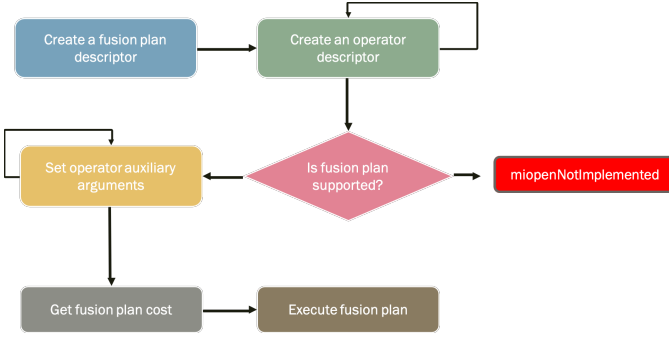 Create a fusion plan
descriptor
Create an operator
descriptor
Set operator auxiliary
arguments
Is fusion plan
supported?
miopenNotImplemented
Get fusion plan cost
Execute fusion plan